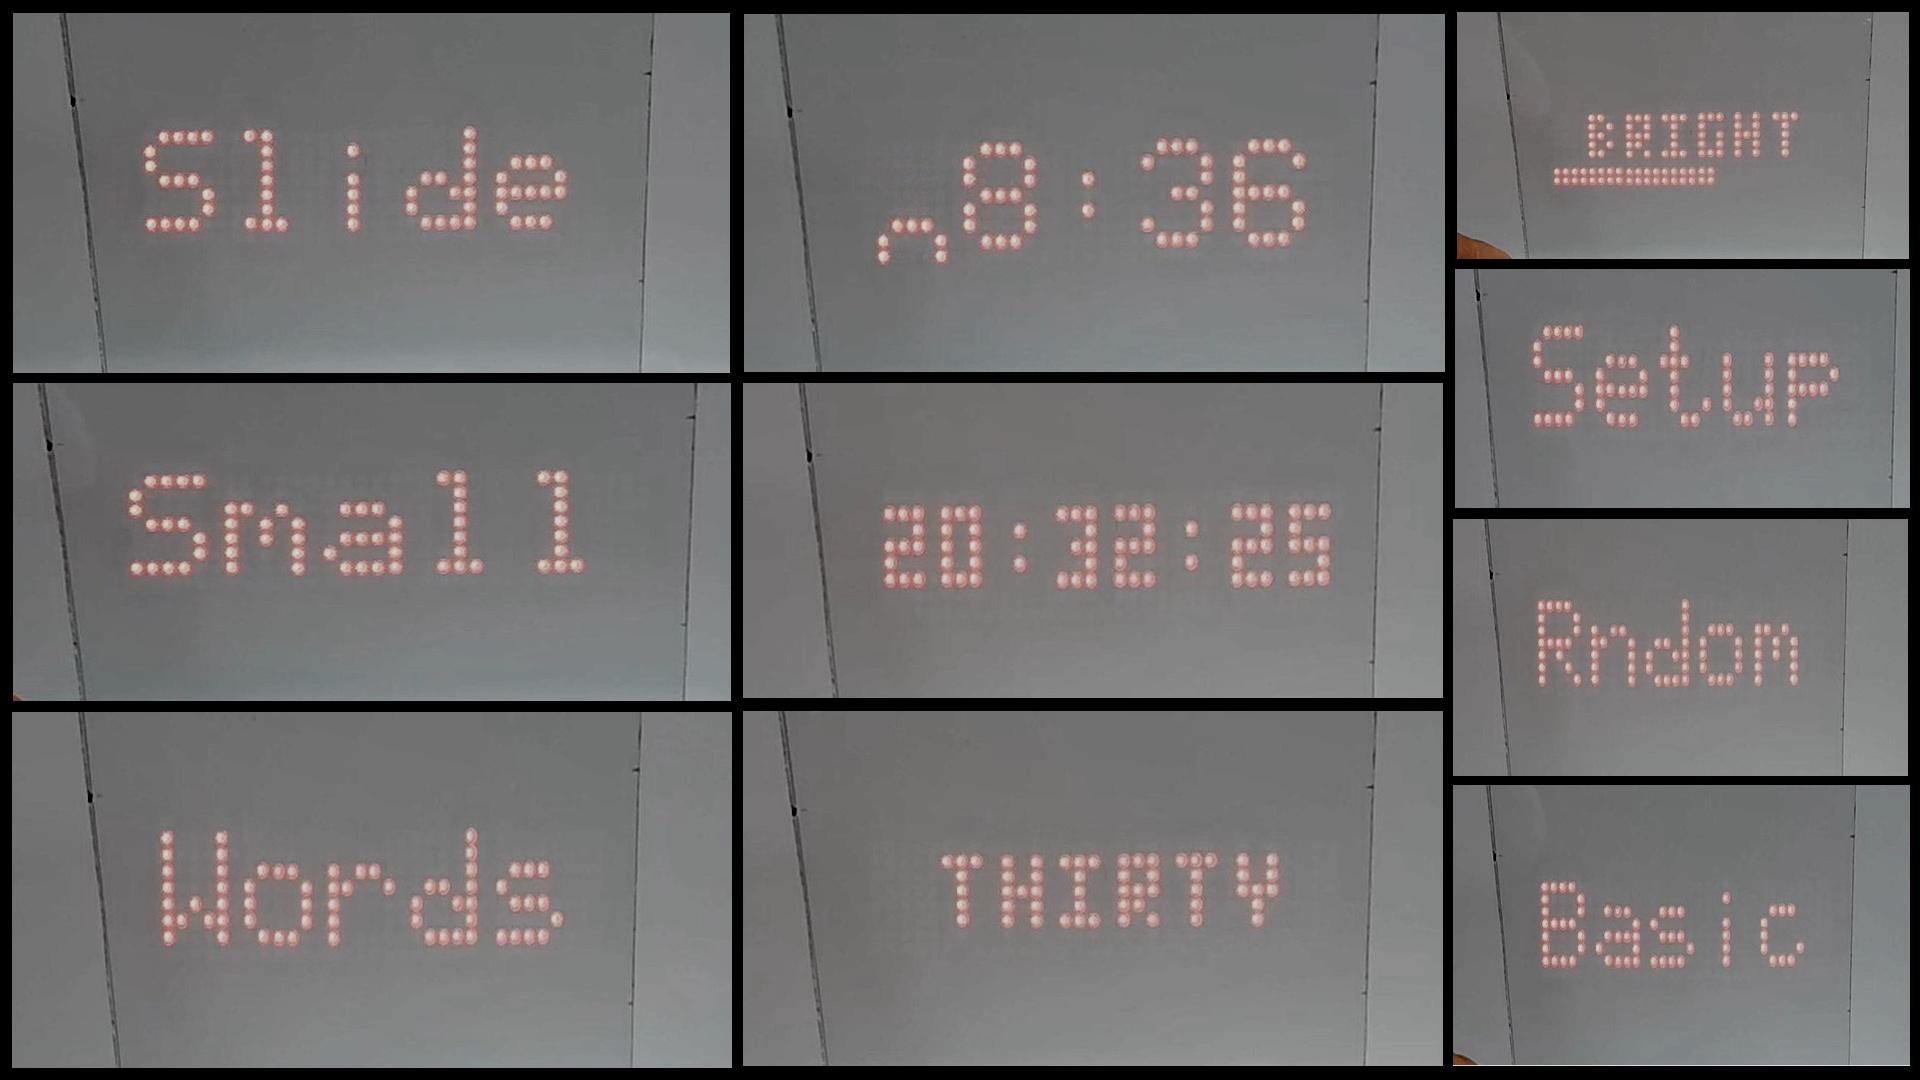 Slide
8:36
BRIGHT
Setup
Small
20:32:25
Rndom
Words
THIRTY
Basic